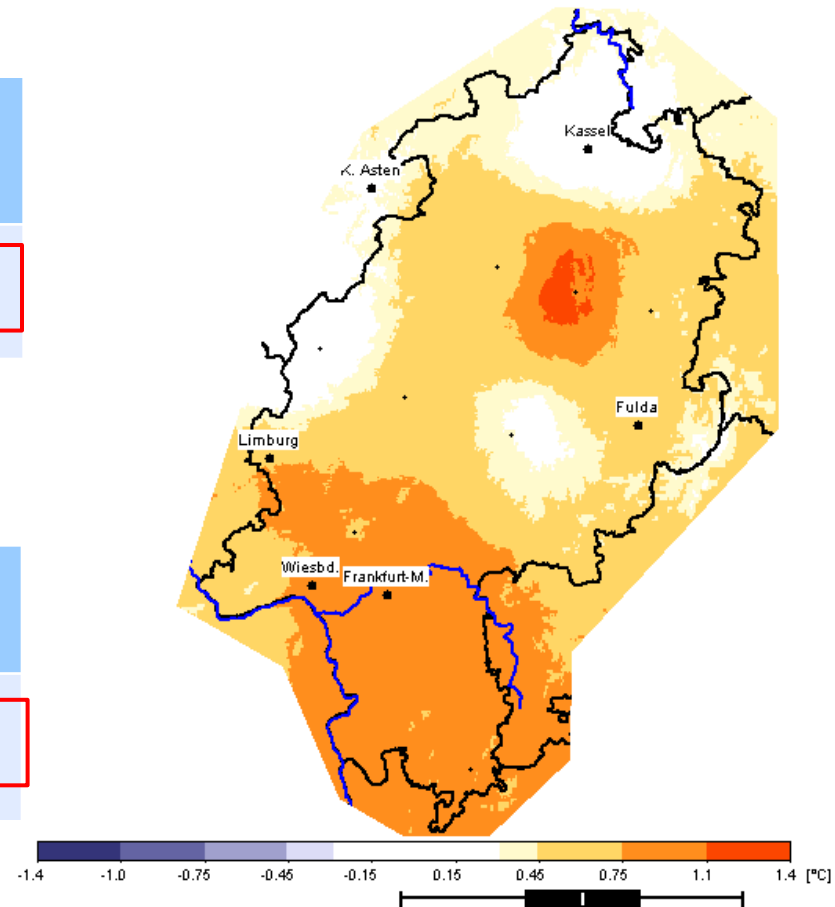 Kassel
K. Asten
Fulda
Limburg
Wiesbd.
Frankfurt-M.
-1.4 -1.0 -0.75 -0.45 -0.15 0.15 0.45 0.75 1.1 1.4 [°C]